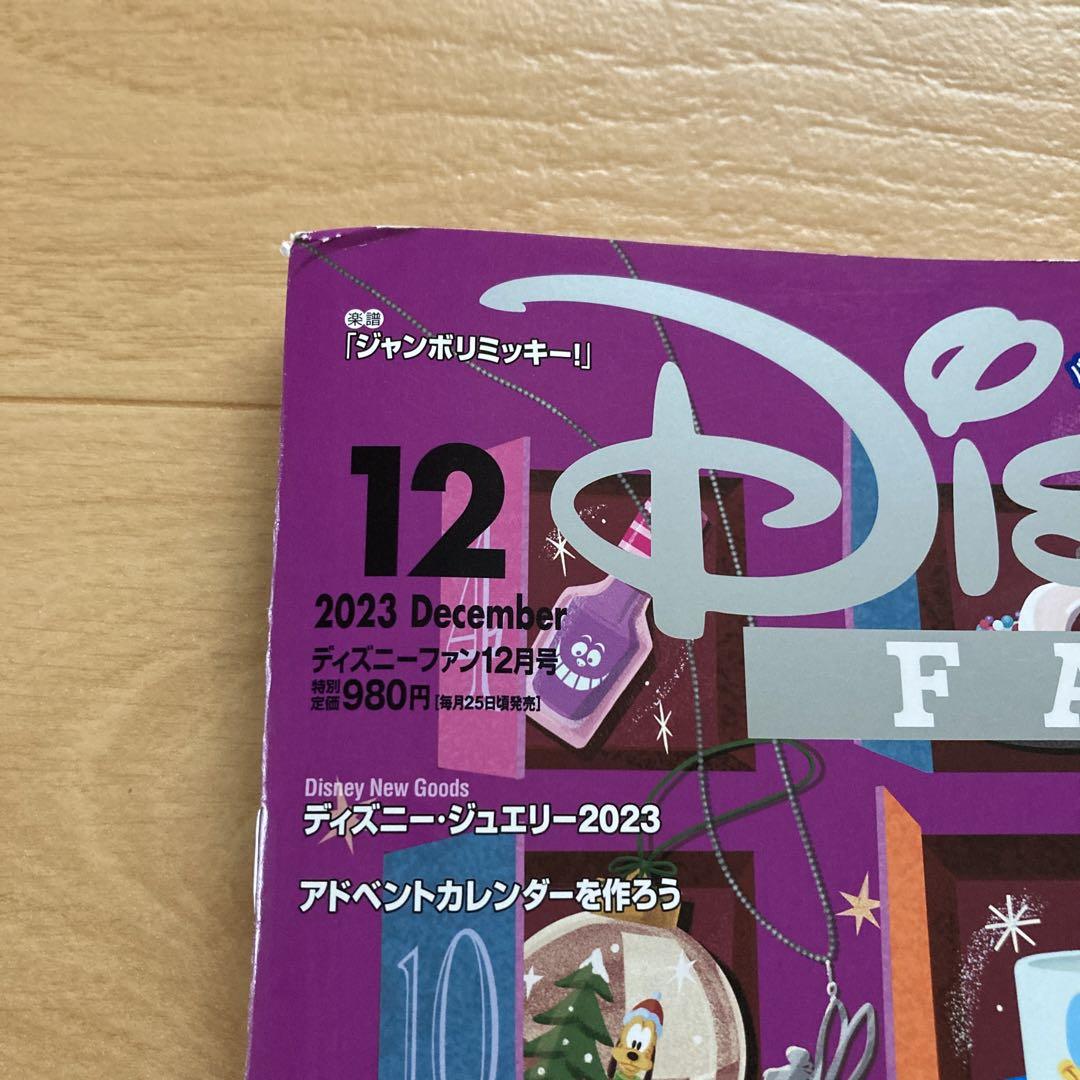 楽譜
「ジャンボリミッキー!」
Dis
FA
12
2023 December
ディズニーファン12月号
特別
定価980円[毎月25日頃発売]
Disney New Goods
ディズニー・ジュエリー2023
アドベントカレンダーを作ろう
4
10